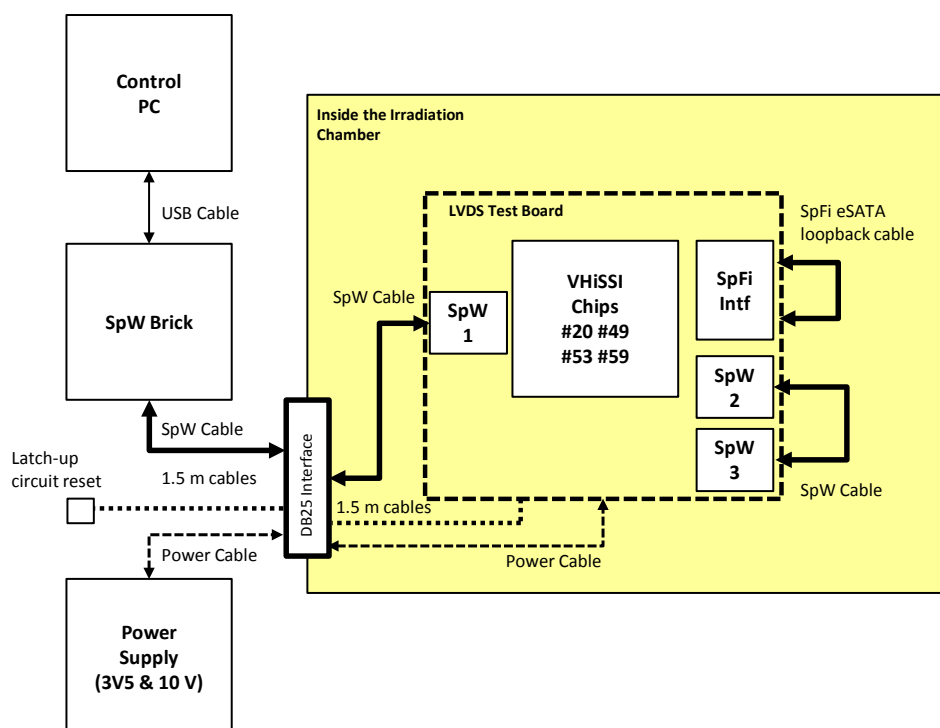 Control
PC
USB Cable
SpW Brick
SpW Cable
Latch-up
circuit reset
1.5 m cables
Power Cable
Power
Supply
(3V5 & 10 V)
DB25 Interface
Inside the Irradiation
Chamber
SpW Cable
1.5 m cables
Power Cable
LVDS Test Board
SpW
1
VHiSSI
Chips
#20 #49
#53 #59
SpFi
Intf
SpW
2
SpW
3
SpFi eSATA
loopback cable
SpW Cable